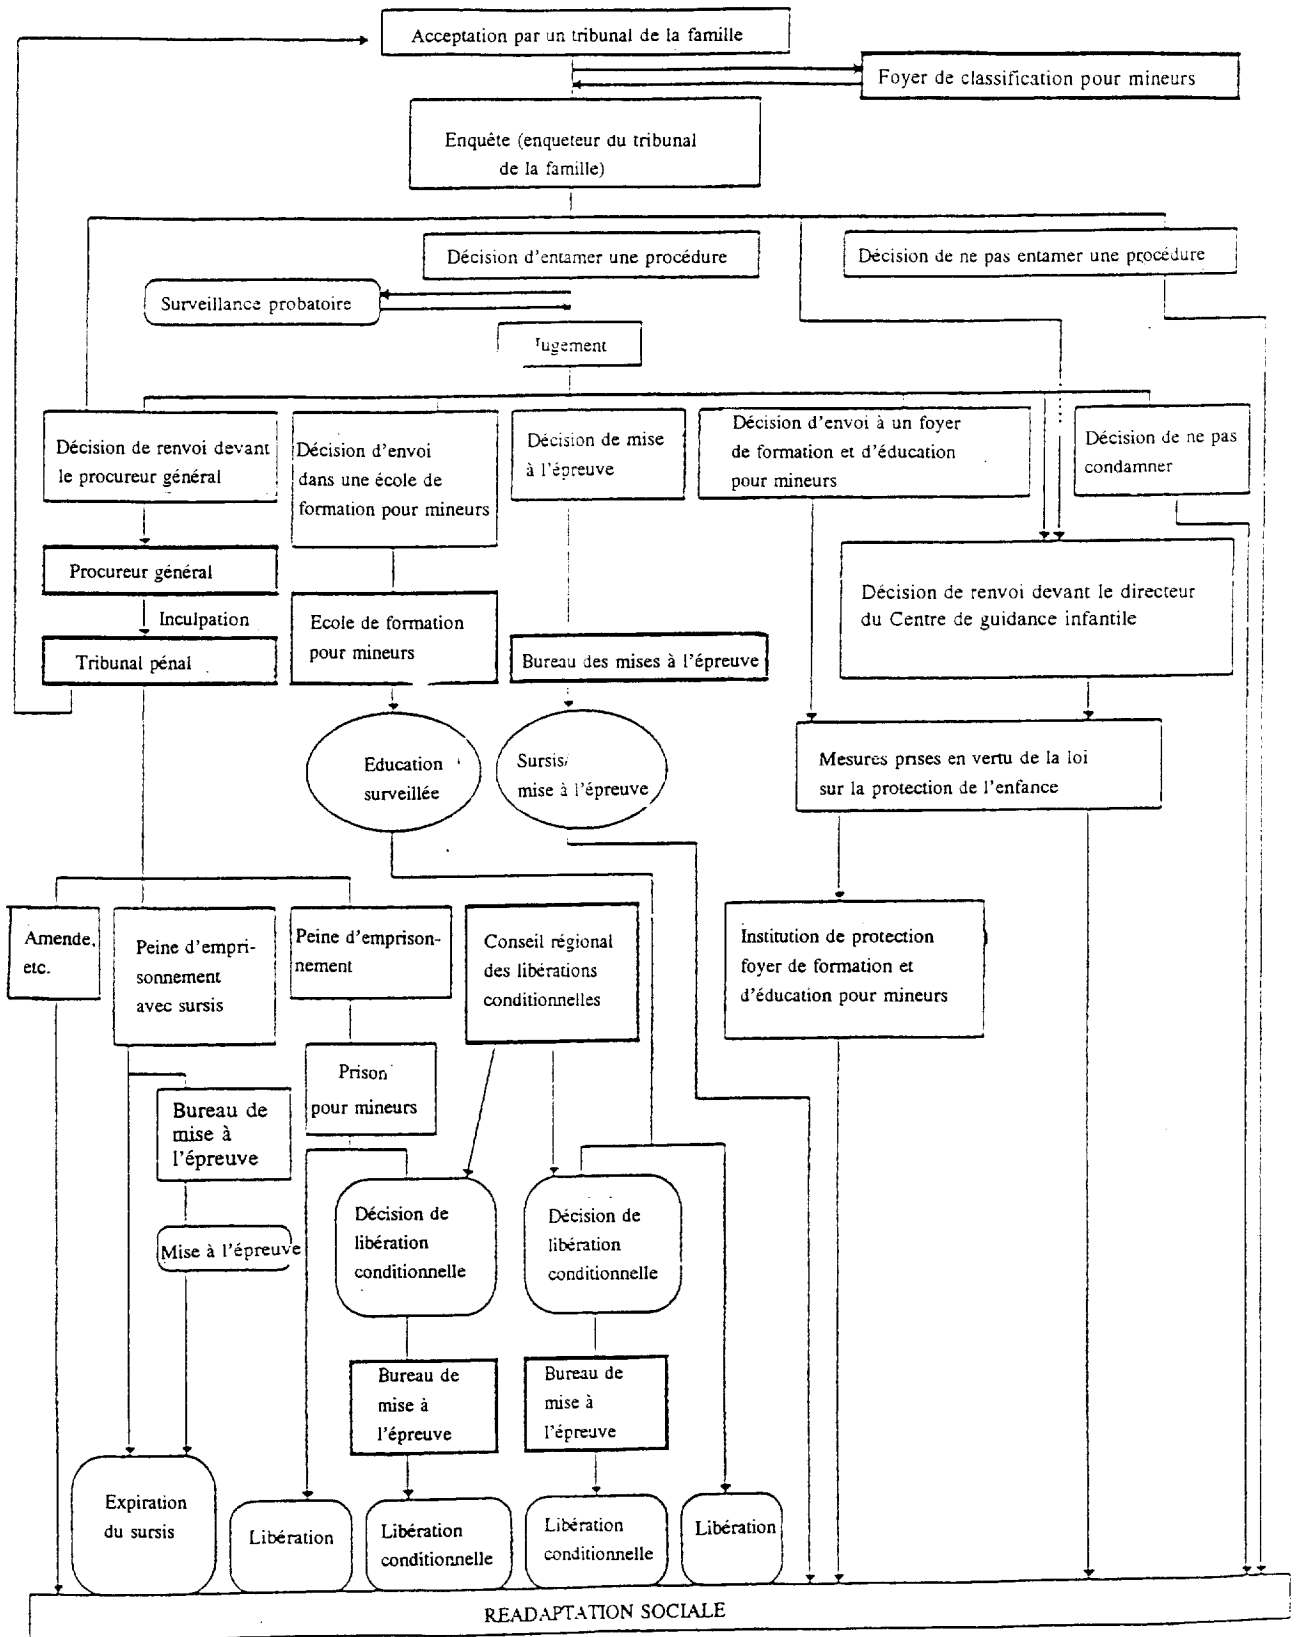 Acceptation par un tribunal de la famille
Foyer de classification pour mineurs
Enquête (enqueteur du tribunal
de la famille)
Décision d'entamer une procédure
Décision de ne pas entamer une procédure
Surveillance probatoire
Jugement
Décision de renvoi devant
le procureur général
Décision d'envoi
dans une école de
formation pour mineurs
Décision de mise
à l'épreuve
Décision d'envoi à un foyer
de formation et d'éducation
pour mineurs
Décision de ne pas
condamner
Procureur général
Inculpation
Tribunal pénal
Ecole de formation
pour mineurs
Bureau des mises à l'épreuve
Décision de renvoi devant le directeur
du Centre de guidance infantile
Education
surveillée
Sursis/
mise à l'épreuve
Mesures prises en vertu de la loi
sur la protection de l'enfance
Amende,
etc.
Peine d'empri-
sonnement
avec sursis
Peine d'emprison-
nement
Conseil régional
des libérations
conditionnelles
Institution de protection
foyer de formation et
d'éducation pour mineurs
Prison
pour mineurs
Bureau de
mise à
l'épreuve
Mise à l'épreuve
Décision de
libération
conditionnelle
Décision de
libération
conditionnelle
Bureau de
mise à
l'épreuve
Bureau de
mise à
l'épreuve
Expiration
du sursis
Libération
Libération
conditionnelle
Libération
conditionnelle
Libération
READAPTATION SOCIALE